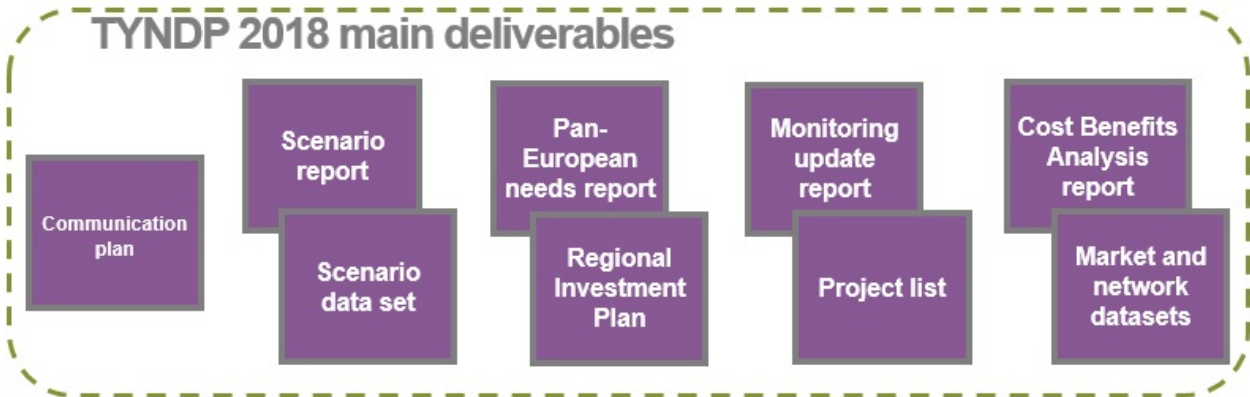 TYNDP 2018 main deliverables
Communication
plan
Scenario
report
Scenario
data set
Pan-
European
needs report
Regional
Investment
Plan
Monitoring
update
report
Project list
Cost Benefits
Analysis
report
Market and
network
datasets